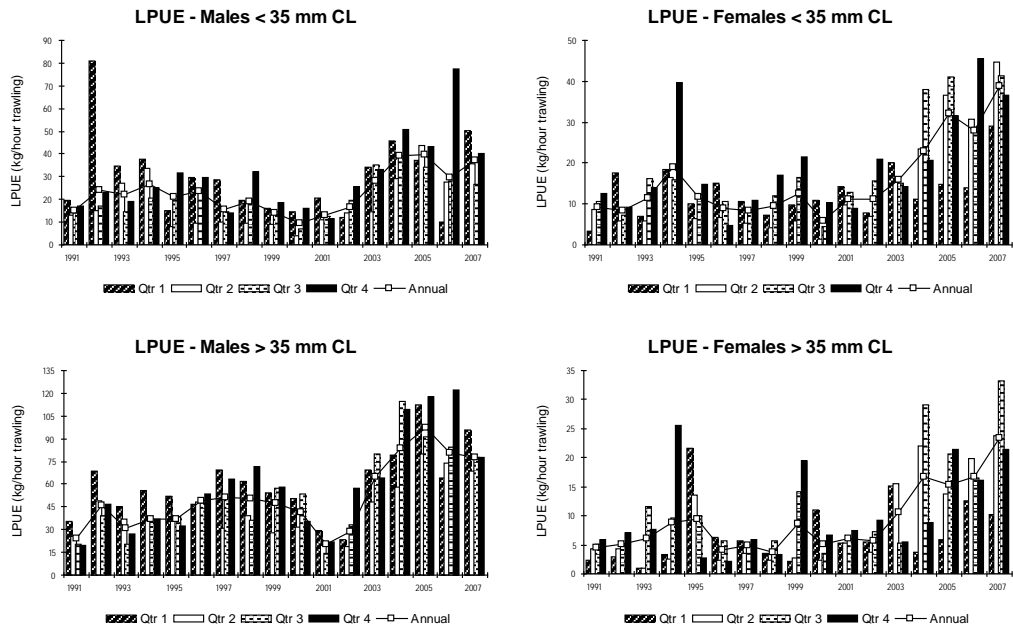 LPUE - Males < 35 mm CL
LPUE (kg/hour trawling)
90
80
70
60
50
40
30
20
10
0
1991 1993 1995 1997 1999 2001 2003 2005 2007
Qtr 1 Qtr 2 Qtr 3 Qtr 4 Annual
LPUE - Females < 35 mm CL
LPUE (kg/hour trawling)
50
40
30
20
10
0
1991 1993 1995 1997 1999 2001 2003 2005 2007
Qtr 1 Qtr 2 Qtr 3 Qtr 4 Annual
LPUE - Males > 35 mm CL
LPUE (kg/hour trawling)
135
120
105
90
75
60
45
30
15
0
1991 1993 1995 1997 1999 2001 2003 2005 2007
Qtr 1 Qtr 2 Qtr 3 Qtr 4 Annual
LPUE - Females > 35 mm CL
LPUE (kg/hour trawling)
35
30
25
20
15
10
5
0
1991 1993 1995 1997 1999 2001 2003 2005 2007
Qtr 1 Qtr 2 Qtr 3 Qtr 4 Annual